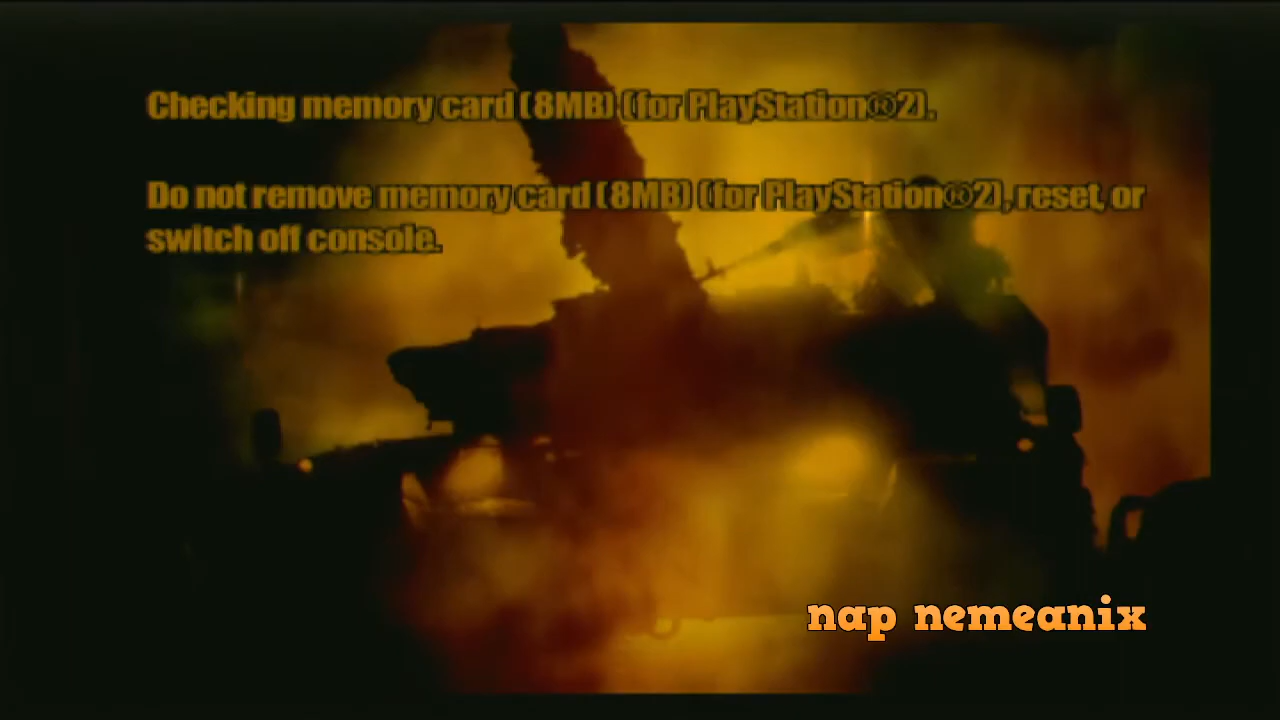 Checking memory card (8MB) (for PlayStation®2).
Do not remove memory card (8MB) (for PlayStation®2), reset, or
switch off console.
nap nemeanix